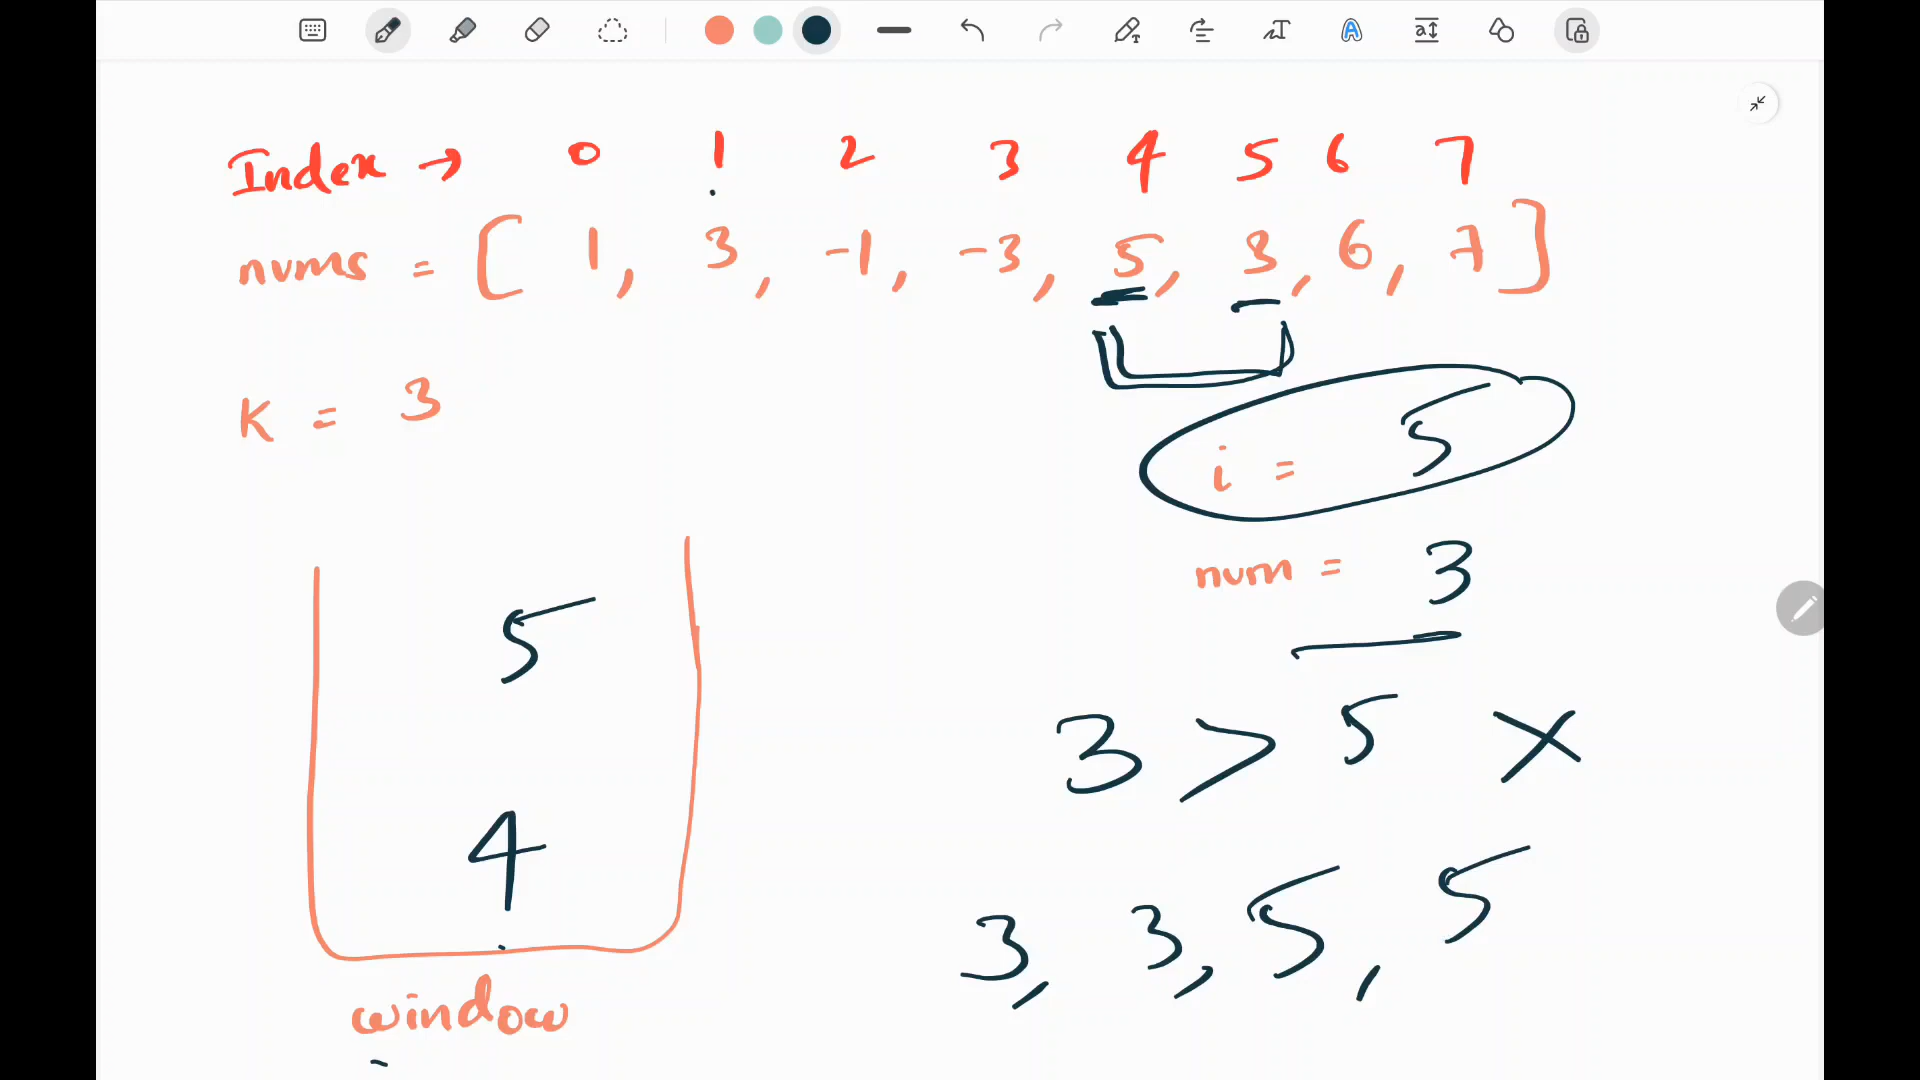 Index → 0 1 2 3 4 5 6 7
nums = [ 1, 3, -1, -3, 5, 3, 6, 7 ]
K = 3
i = 5
num = 3
3 > 5 ×
3, 3, 5, 5
5
4
window